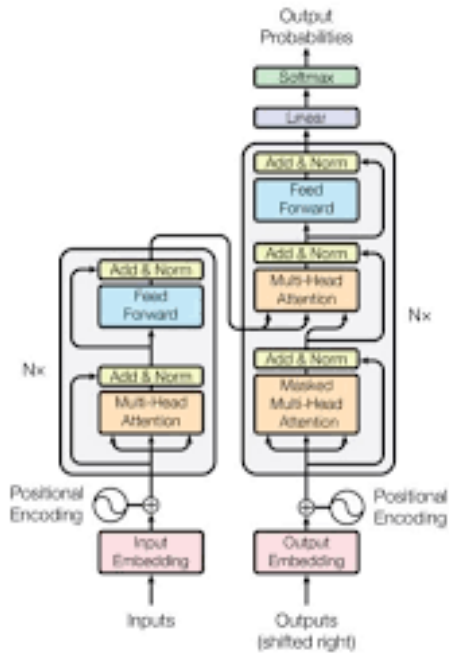 Output
Probabilities
Softmax
Linear
Add & Norm
Feed
Forward
Add & Norm
Multi-Head
Attention
Add & Norm
Masked
Multi-Head
Attention
Nx
Add & Norm
Feed
Forward
Add & Norm
Multi-Head
Attention
Nx
Positional
Encoding
Positional
Encoding
Input
Embedding
Output
Embedding
Inputs
Outputs
(shifted right)